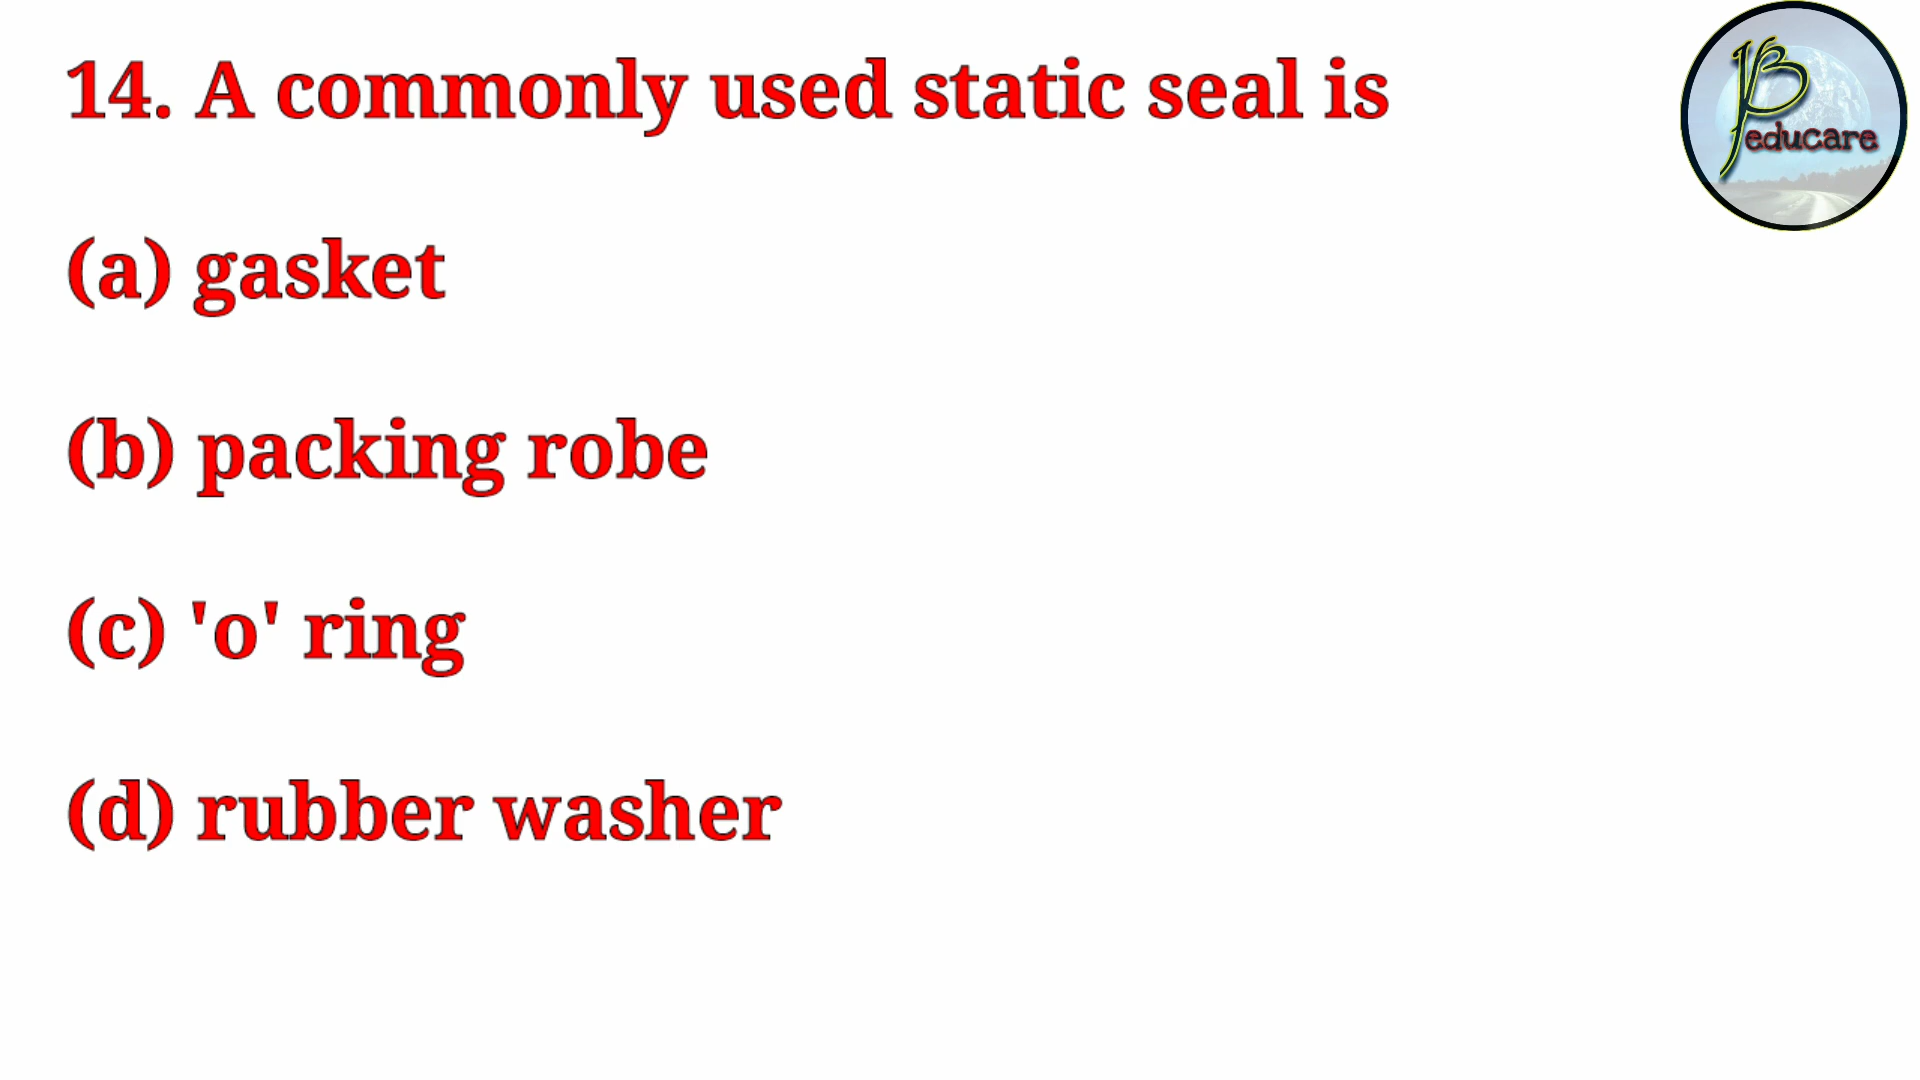 14. A commonly used static seal is
(a) gasket
(b) packing robe
(c) 'o' ring
(d) rubber washer
educare